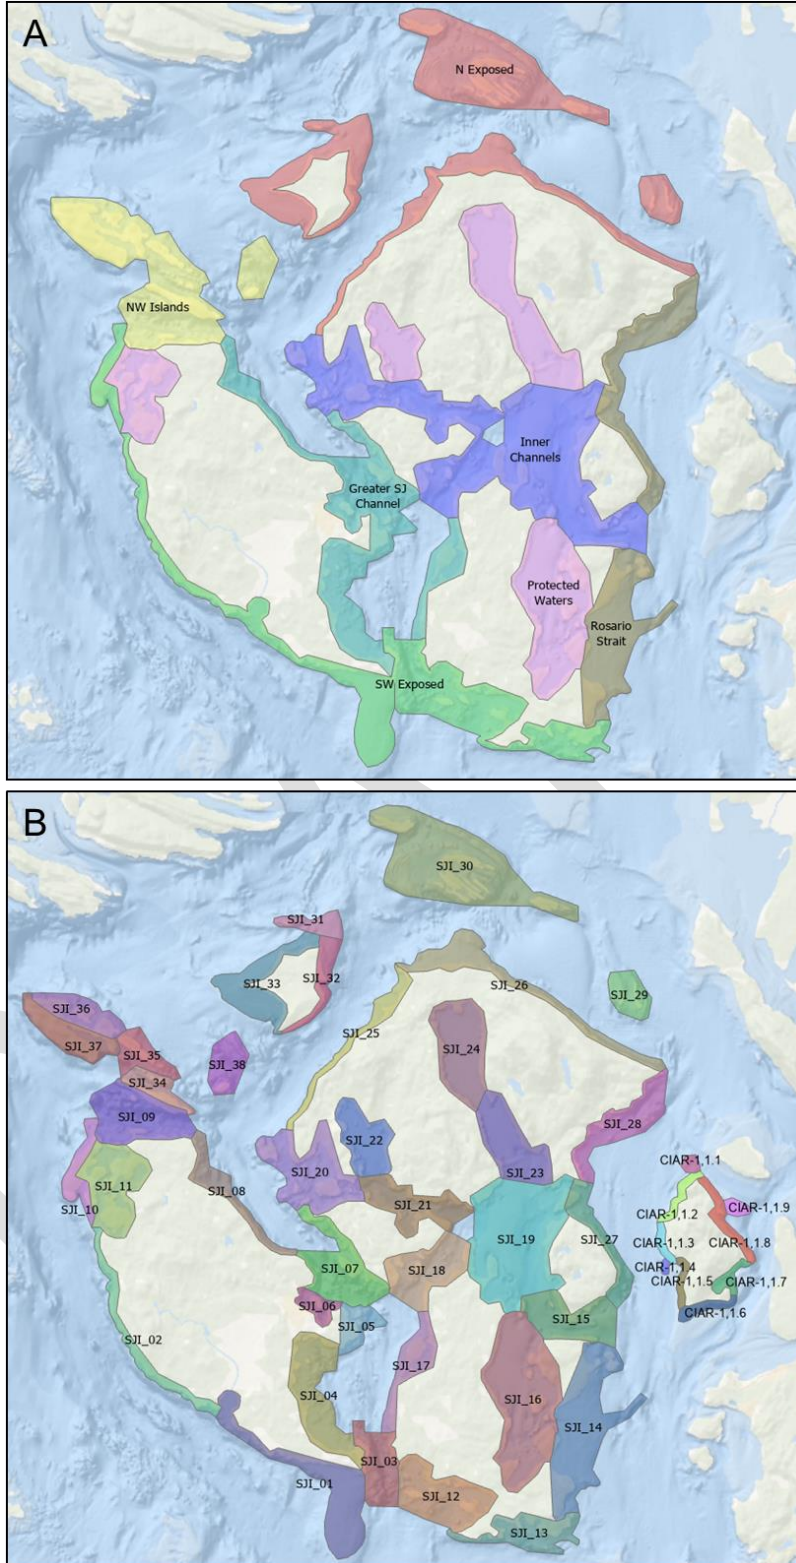 A
N Exposed
NW Islands
Inner
Channels
Greater SJ
Channel
Protected
Waters
Rosario
Strait
SW Exposed
B
SJI_30
SJI_31
SJI_33
SJI_32
SJI_26
SJI_29
SJI_36
SJI_25
SJI_37
SJI_35
SJI_24
SJI_38
SJI_34
SJI_09
SJI_28
SJI_22
CIAR-1,1.1
SJI_20
SJI_23
SJI_11
SJI_08
SJI_21
CIAR-1,1.9
SJI_10
CIAR-1,1.2
SJI_19
SJI_27
CIAR-1,1.3
CIAR-1,1.8
SJI_07
SJI_18
CIAR-1,1.4
CIAR-1,1.5
CIAR-1,1.7
SJI_06
CIAR-1,1.6
SJI_15
SJI_05
SJI_02
SJI_17
SJI_04
SJI_16
SJI_14
SJI_03
SJI_01
SJI_12
SJI_13